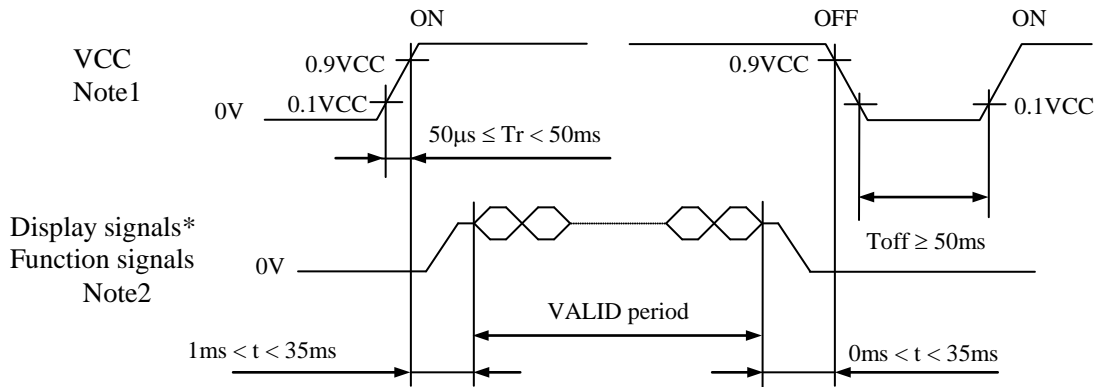 ON OFF ON
VCC
Note1
0.9VCC 0.9VCC
0V 0.1VCC 0.1VCC
50μs ≤ Tr < 50ms
Display signals*
Function signals
Note2
0V
Toff ≥ 50ms
VALID period
1ms < t < 35ms 0ms < t < 35ms